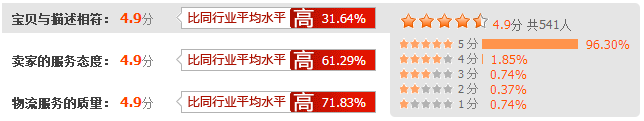 宝贝与描述相符: 4.9分 比同行业平均水平 高 31.64%
卖家的服务态度: 4.9分 比同行业平均水平 高 61.29%
物流服务的质量: 4.9分 比同行业平均水平 高 71.83%
4.9分 共541人
5分 96.30%
4分 1.85%
3分 0.74%
2分 0.37%
1分 0.74%